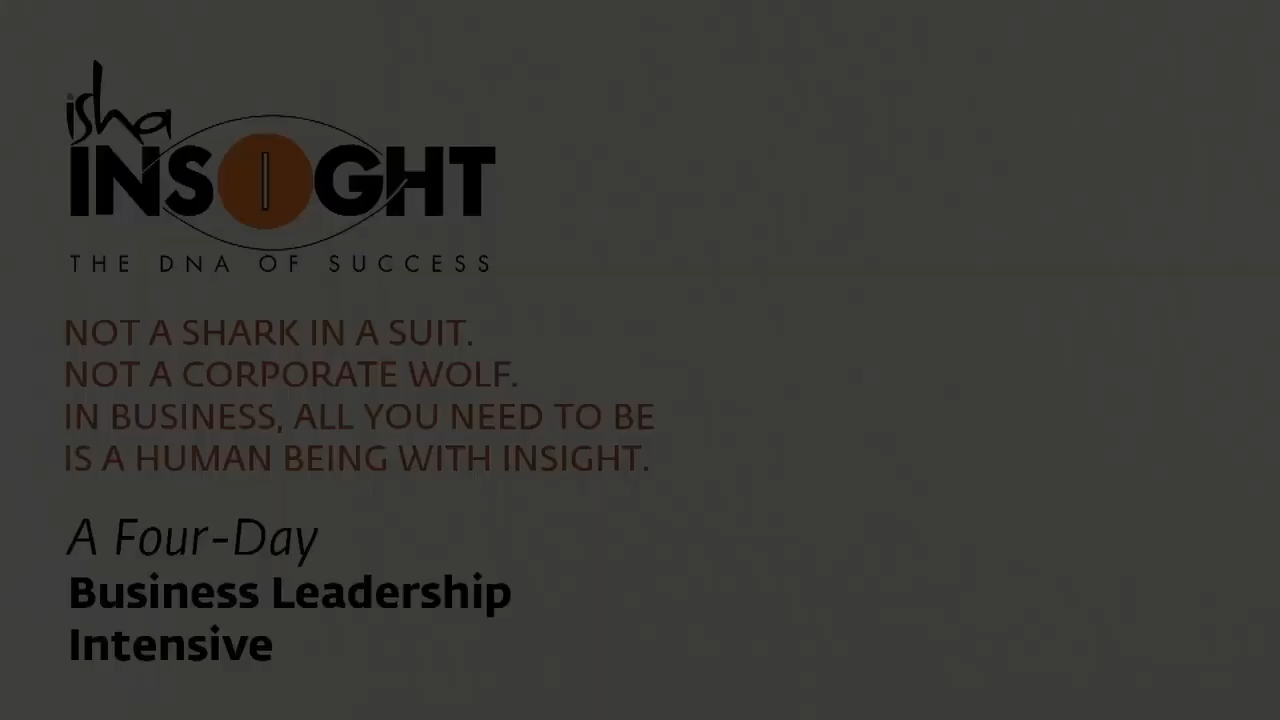 isha
INSIGHT
THE DNA OF SUCCESS
NOT A SHARK IN A SUIT.
NOT A CORPORATE WOLF.
IN BUSINESS, ALL YOU NEED TO BE
IS A HUMAN BEING WITH INSIGHT.
A Four-Day
Business Leadership
Intensive